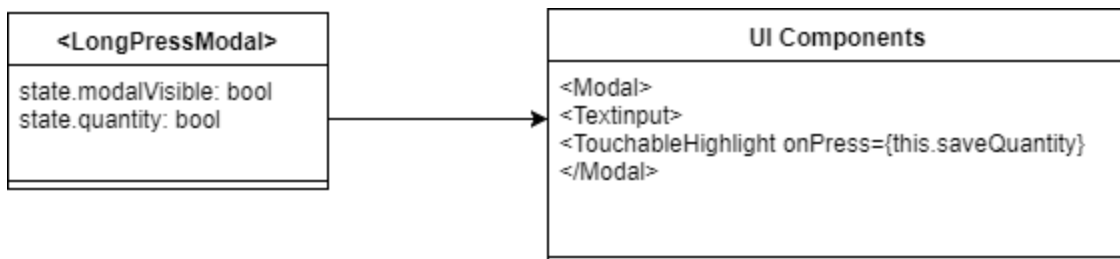 <LongPressModal>
state.modalVisible: bool
state.quantity: bool
UI Components
<Modal>
<Textinput>
<TouchableHighlight onPress={this.saveQuantity}
</Modal>